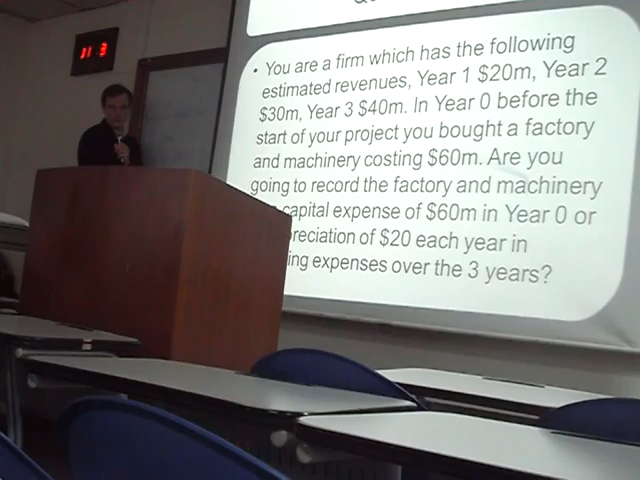 11 3
• You are a firm which has the following
estimated revenues, Year 1 $20m, Year 2
$30m, Year 3 $40m. In Year 0 before the
start of your project you bought a factory
and machinery costing $60m. Are you
going to record the factory and machinery
capital expense of $60m in Year 0 or
reciation of $20 each year in
ing expenses over the 3 years?